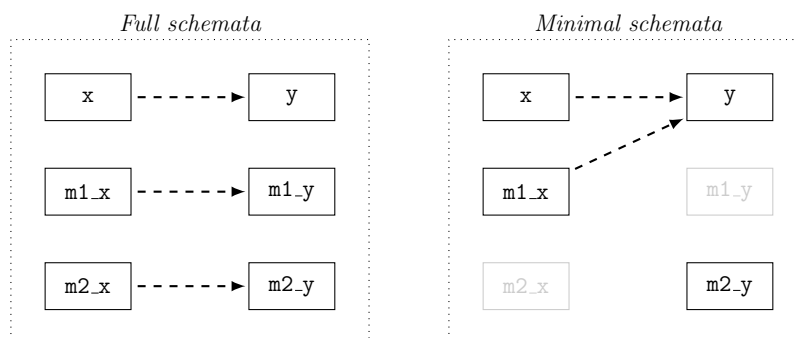 Full schemata Minimal schemata
x y x y
m1_x m1_y m1_x m1_y
m2_x m2_y m2_x m2_y